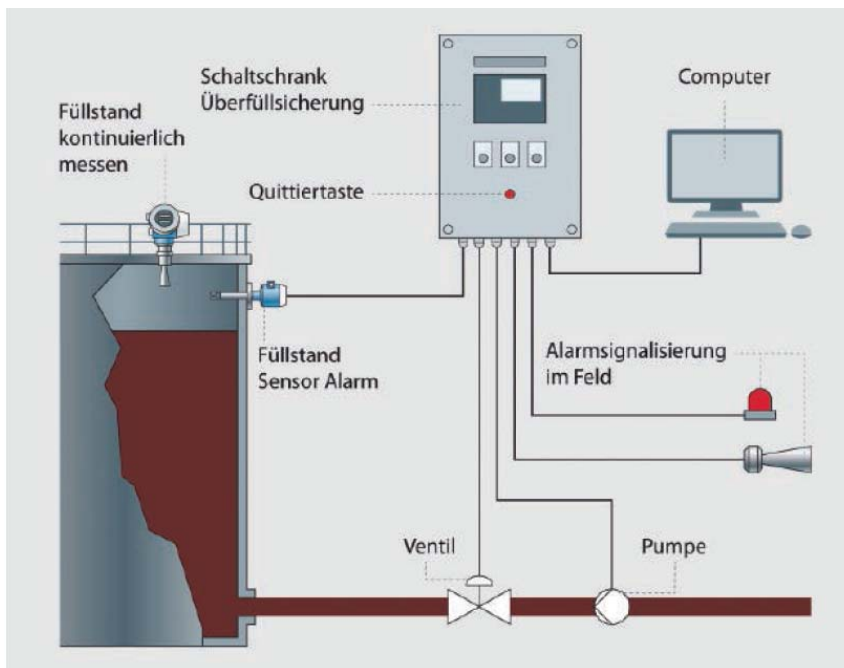 Schaltschrank
Überfüllsicherung
Computer
Füllstand
kontinuierlich
messen
Quittiertaste
Füllstand
Sensor Alarm
Alarmsignalisierung
im Feld
Ventil
Pumpe